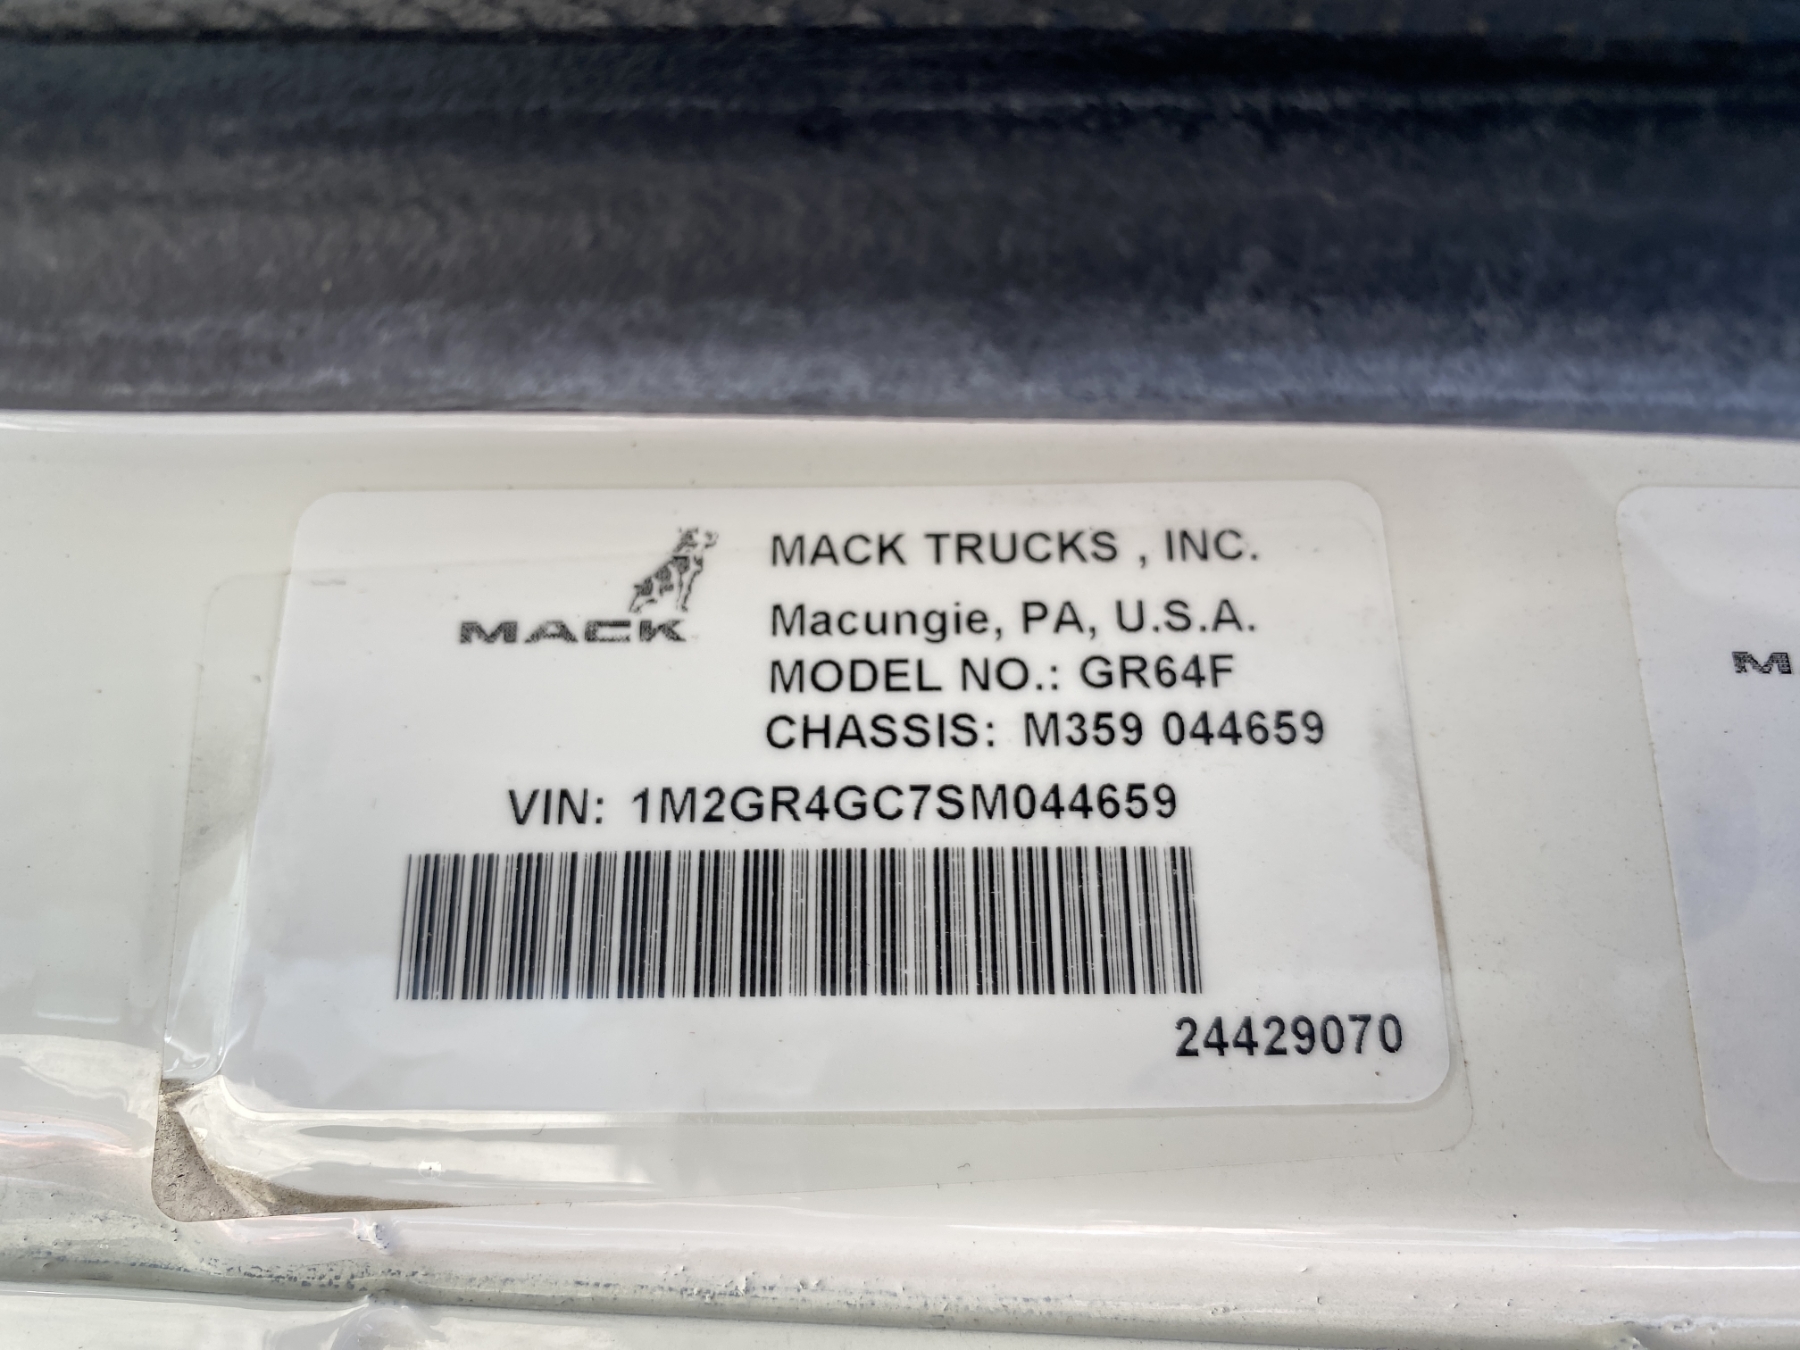 MACK
MACK TRUCKS , INC.
Macungie, PA, U.S.A.
MODEL NO.: GR64F
CHASSIS: M359 044659
VIN: 1M2GR4GC7SM044659
24429070
M